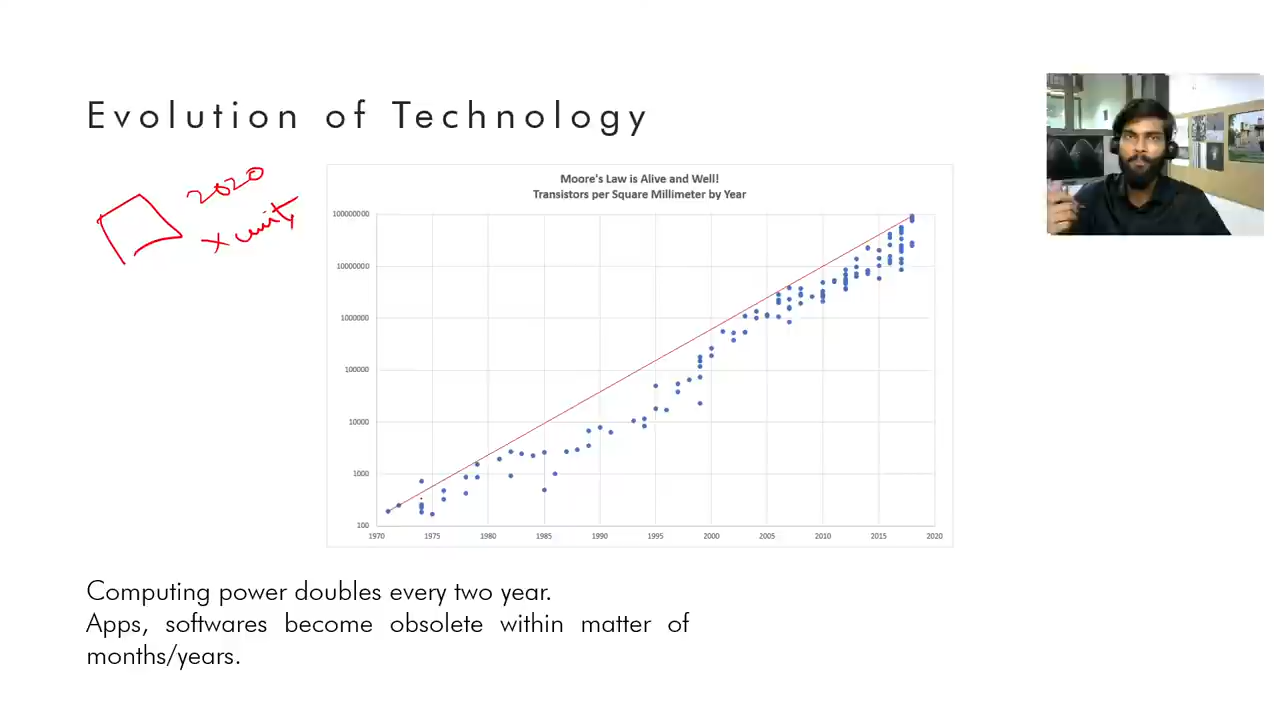 Evolution of Technology
2020
x unity
Moore's Law is Alive and Well!
Transistors per Square Millimeter by Year
100000000
10000000
1000000
100000
10000
1000
100
1970 1975 1980 1985 1990 1995 2000 2005 2010 2015 2020
Computing power doubles every two year.
Apps, softwares become obsolete within matter of
months/years.